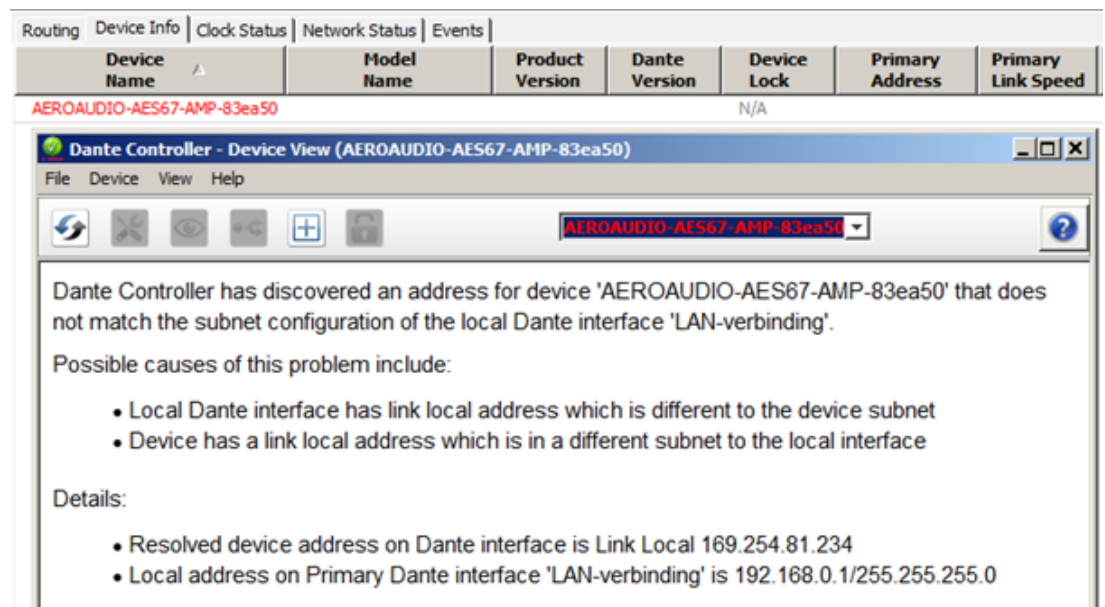 Routing Device Info Clock Status Network Status Events
Device Name Model Name Product Version Dante Version Device Lock Primary Address Primary Link Speed
AEROAUDIO-AES67-AMP-83ea50 N/A
Dante Controller - Device View (AEROAUDIO-AES67-AMP-83ea50)
File Device View Help
AEROAUDIO-AES67-AMP-83ea50
Dante Controller has discovered an address for device 'AEROAUDIO-AES67-AMP-83ea50' that does
not match the subnet configuration of the local Dante interface 'LAN-verbinding'.
Possible causes of this problem include:
• Local Dante interface has link local address which is different to the device subnet
• Device has a link local address which is in a different subnet to the local interface
Details:
• Resolved device address on Dante interface is Link Local 169.254.81.234
• Local address on Primary Dante interface 'LAN-verbinding' is 192.168.0.1/255.255.255.0